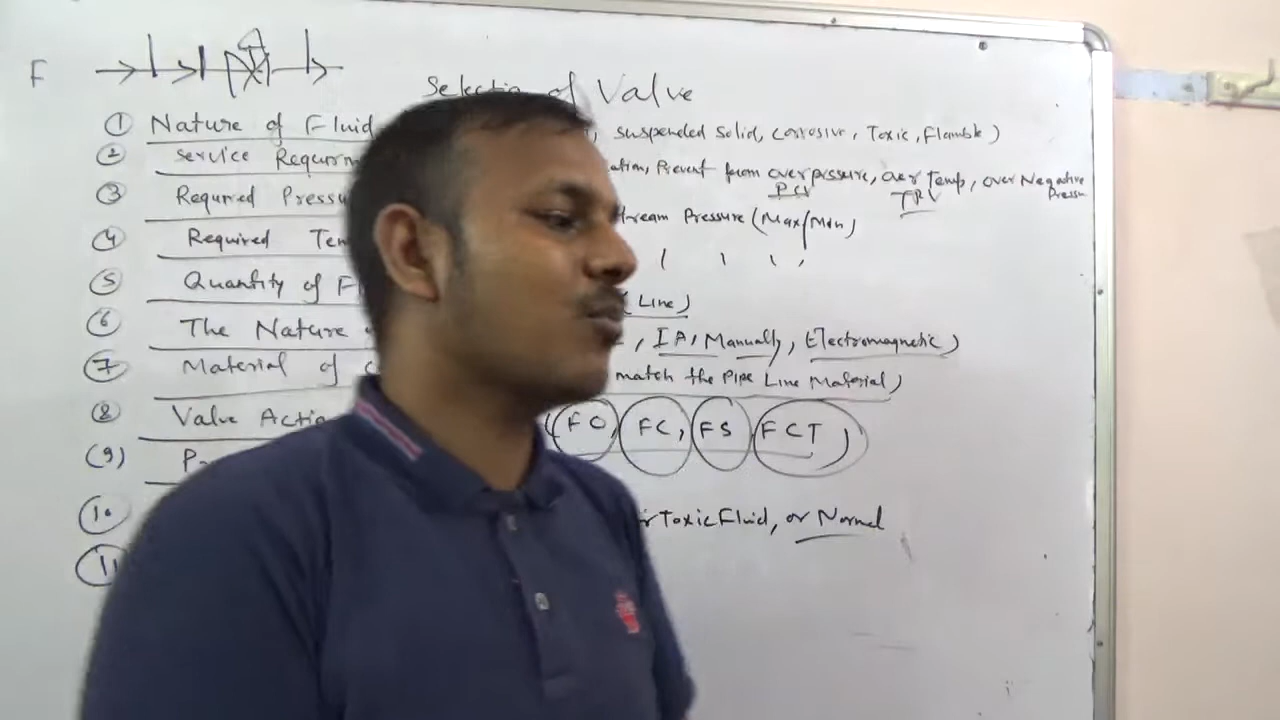 F
Selection of Valve
① Nature of Fluid , suspended Solid, Corrosive, Toxic, Flamble)
② Service Requirm ation, Prevent from over pressure, over Temp, over Negative Pressu
PCV TRV
③ Required Pressu tream Pressure (Max/Min)
④ Required Tem
⑤ Quantity of Fl (Line)
⑥ The Nature , IA, Manually, Electromagnetic)
⑦ Material of c match the Pipe Line Material)
⑧ Valve Actio (FO, FC, FS, FCT)
(9) P
10 r Toxic Fluid, or Normal
11